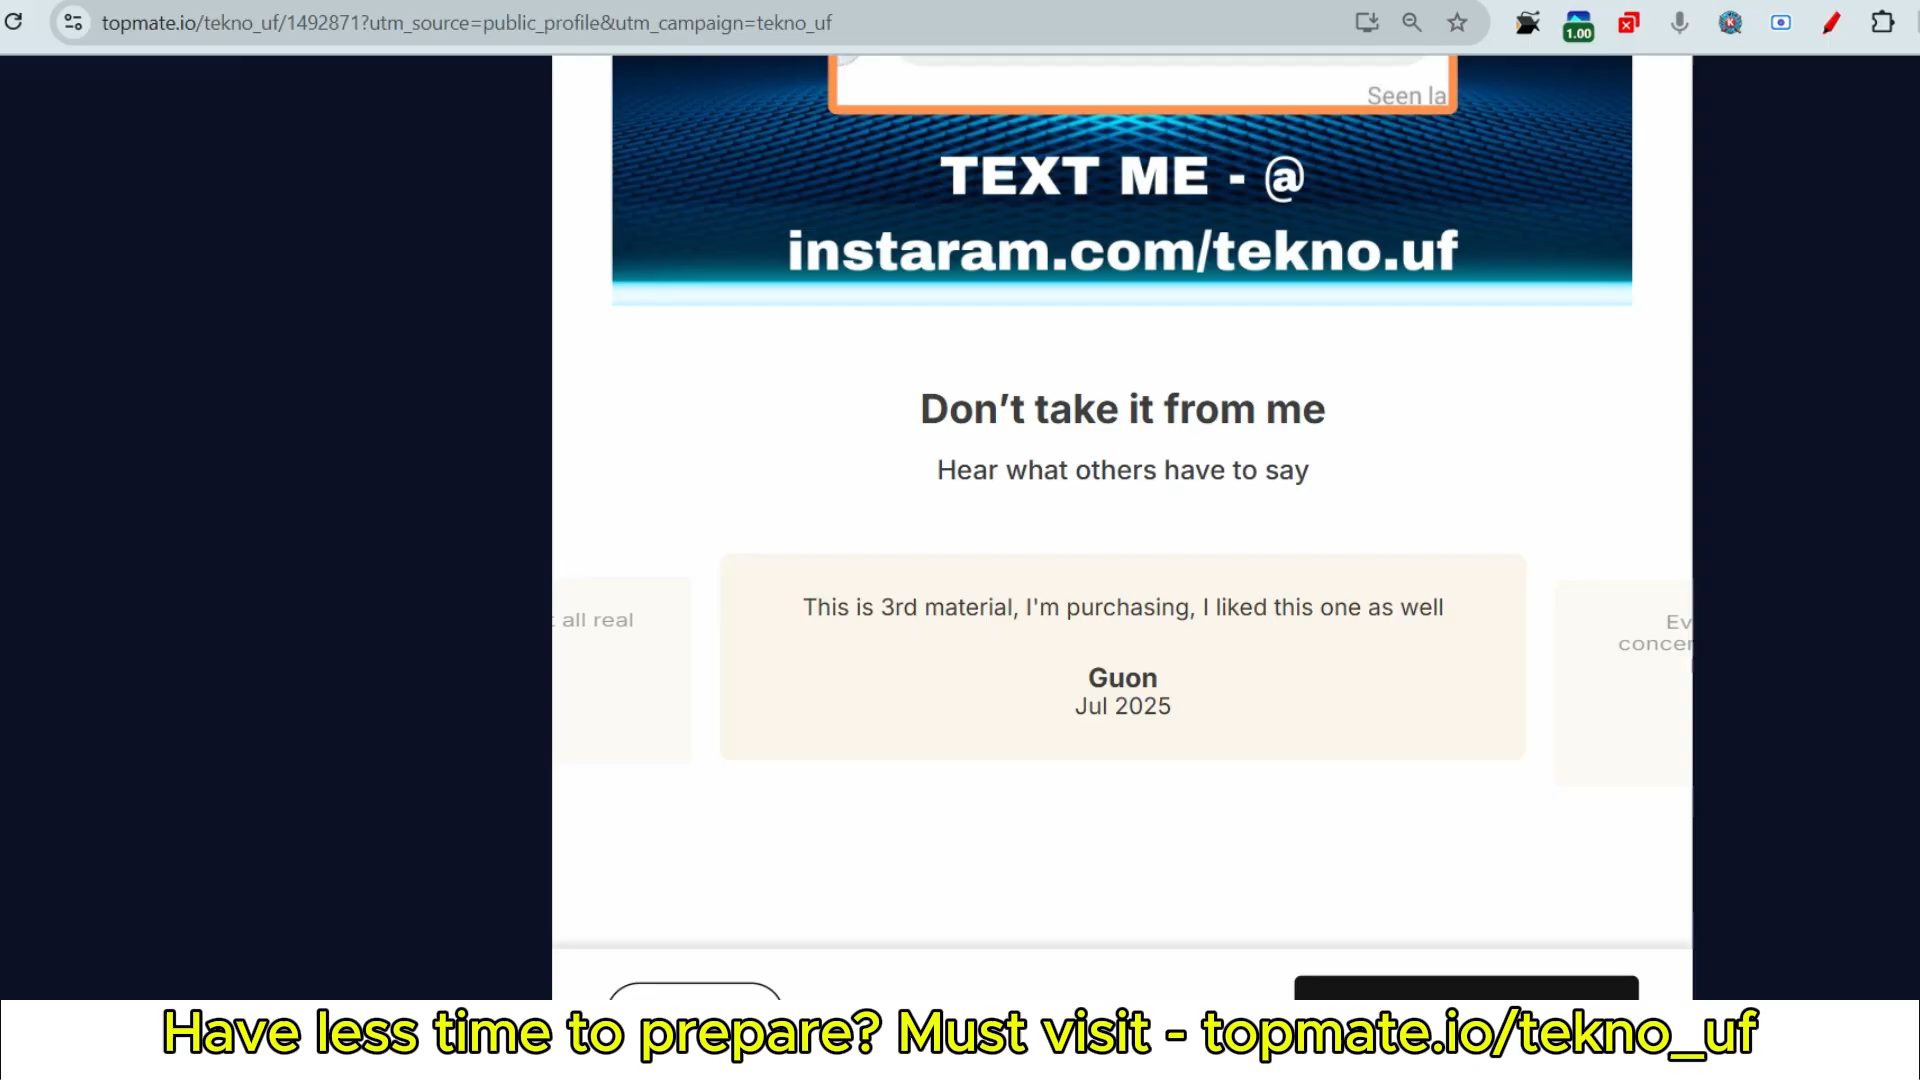 topmate.io/tekno_uf/1492871?utm_source=public_profile&utm_campaign=tekno_uf
1.00
Seen la
TEXT ME - @
instaram.com/tekno.uf
Don’t take it from me
Hear what others have to say
all real
This is 3rd material, I'm purchasing, I liked this one as well
Guon
Jul 2025
Ev
concer
Have less time to prepare? Must visit - topmate.io/tekno_uf